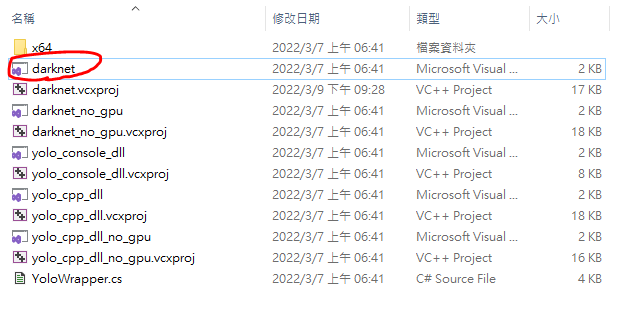 名稱 修改日期 類型 大小
x64 2022/3/7 上午 06:41 檔案資料夾
darknet 2022/3/7 上午 06:41 Microsoft Visual ... 2 KB
darknet.vcxproj 2022/3/9 下午 09:28 VC++ Project 17 KB
darknet_no_gpu 2022/3/7 上午 06:41 Microsoft Visual ... 2 KB
darknet_no_gpu.vcxproj 2022/3/7 上午 06:41 VC++ Project 18 KB
yolo_console_dll 2022/3/7 上午 06:41 Microsoft Visual ... 2 KB
yolo_console_dll.vcxproj 2022/3/7 上午 06:41 VC++ Project 8 KB
yolo_cpp_dll 2022/3/7 上午 06:41 Microsoft Visual ... 2 KB
yolo_cpp_dll.vcxproj 2022/3/7 上午 06:41 VC++ Project 18 KB
yolo_cpp_dll_no_gpu 2022/3/7 上午 06:41 Microsoft Visual ... 2 KB
yolo_cpp_dll_no_gpu.vcxproj 2022/3/7 上午 06:41 VC++ Project 16 KB
YoloWrapper.cs 2022/3/7 上午 06:41 C# Source File 4 KB